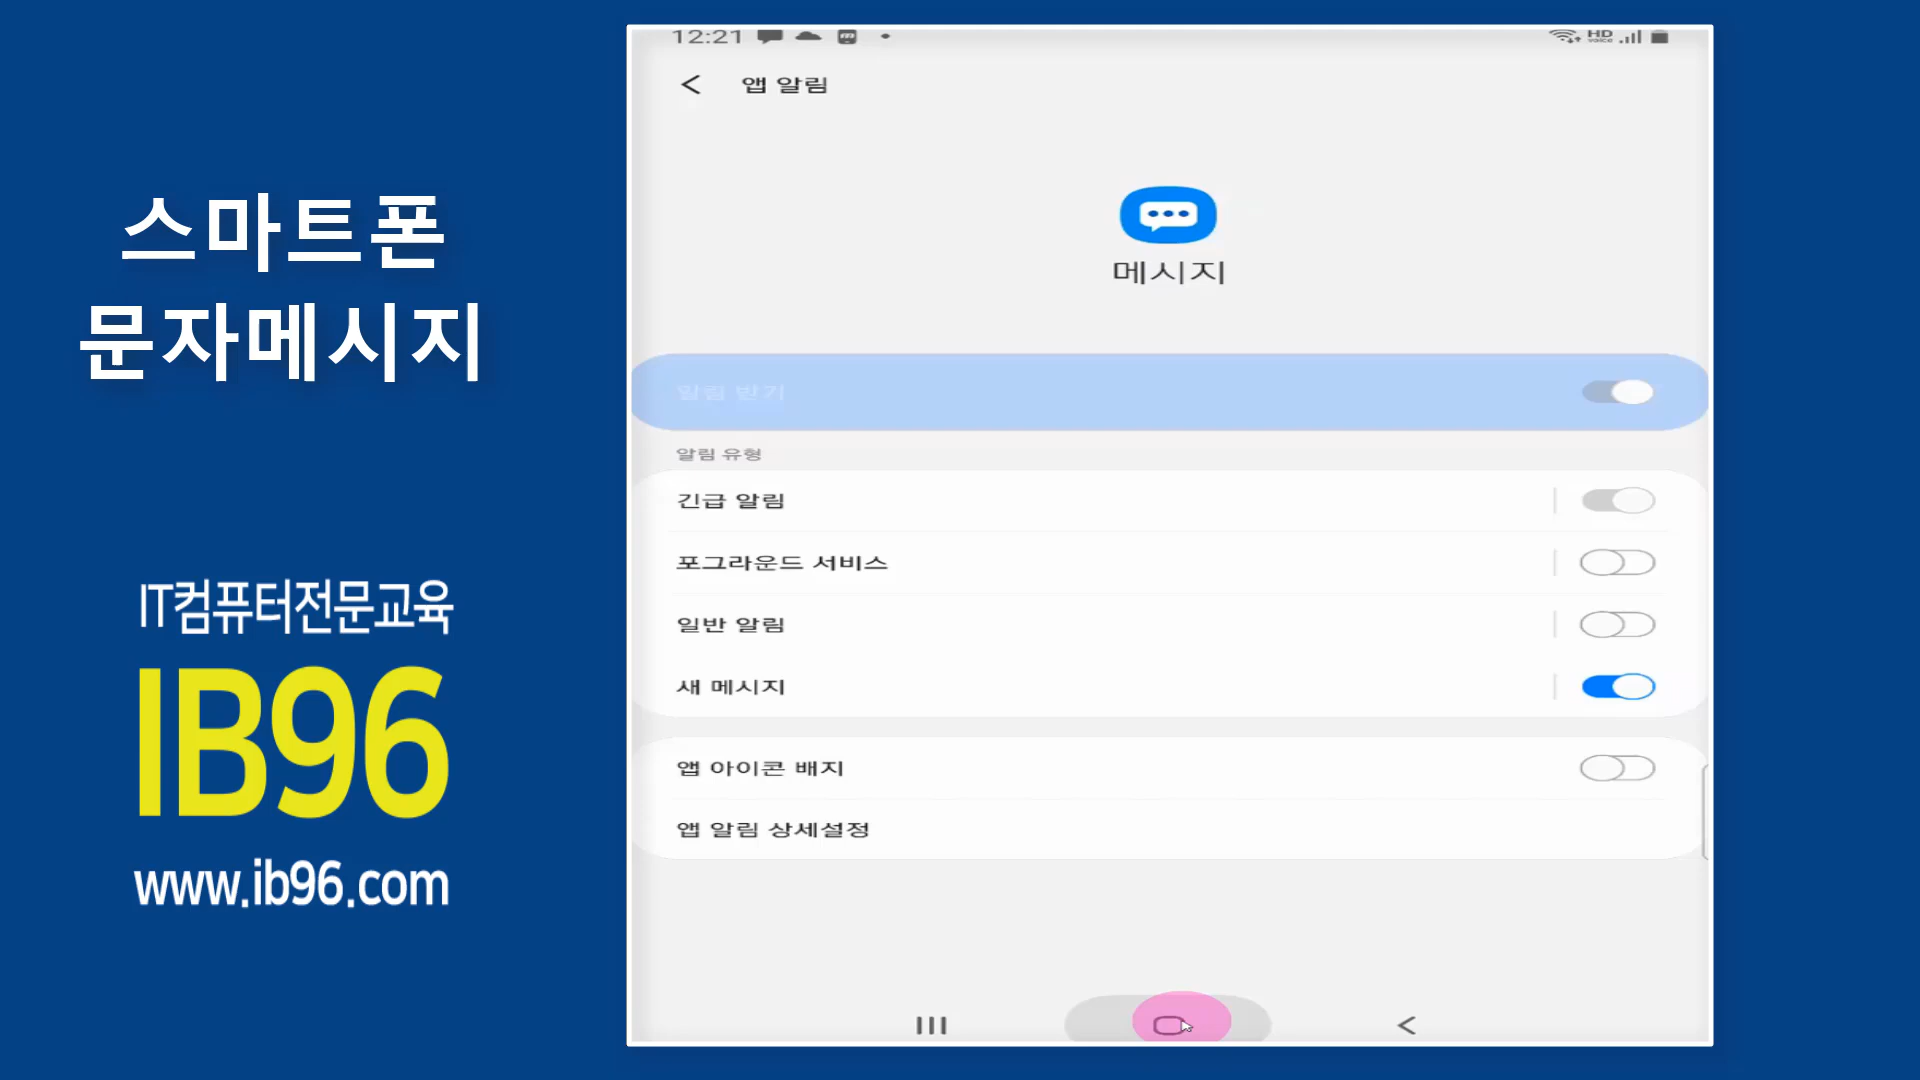 스마트폰
문자메시지
IT컴퓨터전문교육
IB96
www.ib96.com
12:21
HD
voice
앱 알림
메시지
알림 받기
알림 유형
긴급 알림
포그라운드 서비스
일반 알림
새 메시지
앱 아이콘 배지
앱 알림 상세설정